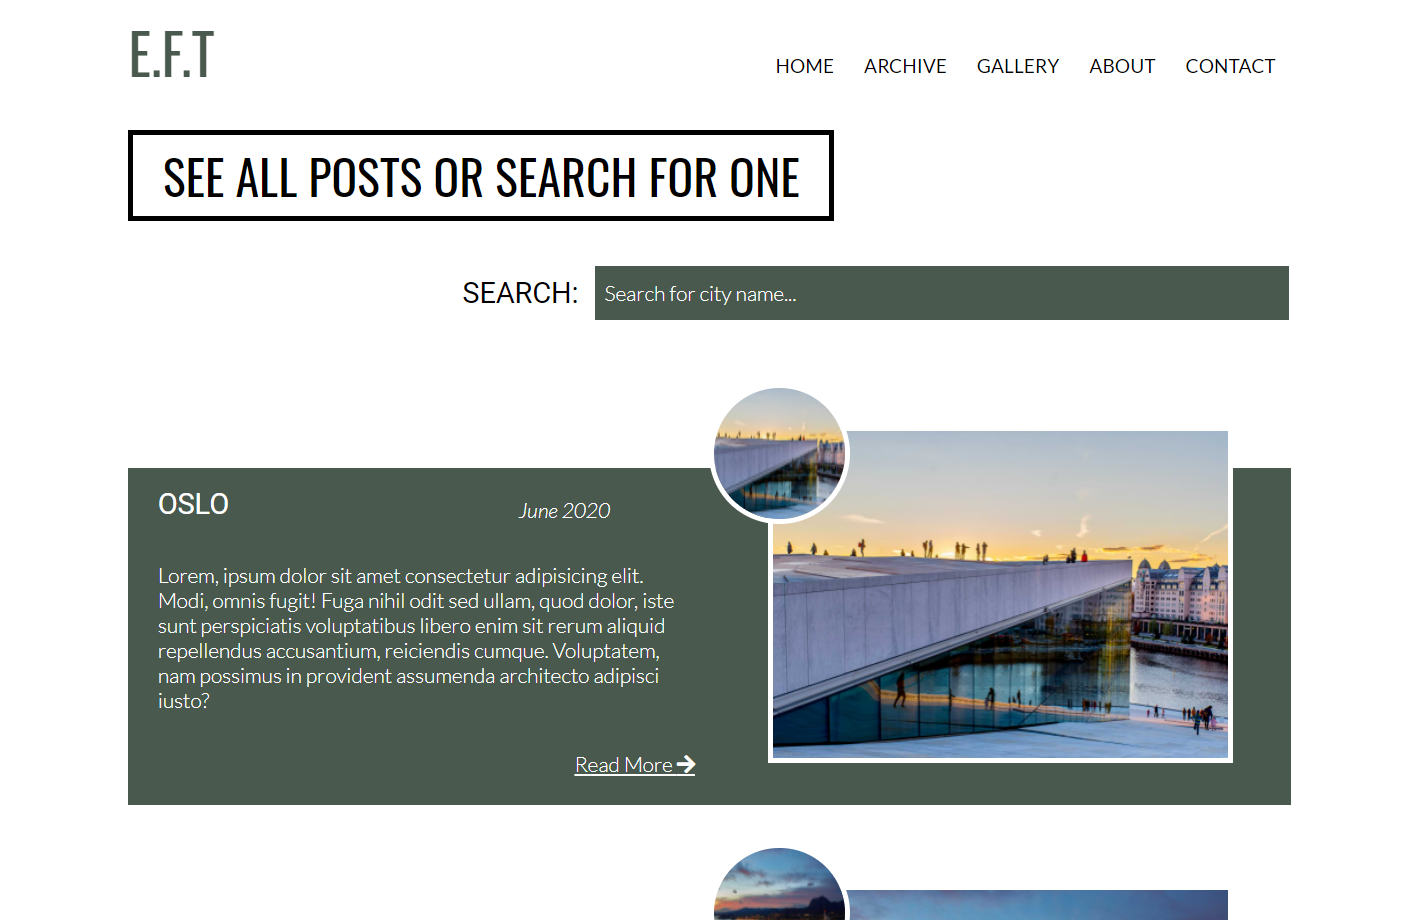 E.F.T
HOME ARCHIVE GALLERY ABOUT CONTACT
SEE ALL POSTS OR SEARCH FOR ONE
SEARCH: Search for city name...
OSLO June 2020
Lorem, ipsum dolor sit amet consectetur adipisicing elit.
Modi, omnis fugit! Fuga nihil odit sed ullam, quod dolor, iste
sunt perspiciatis voluptatibus libero enim sit rerum aliquid
repellendus accusantium, reiciendis cumque. Voluptatem,
nam possimus in provident assumenda architecto adipisci
iusto?
Read More